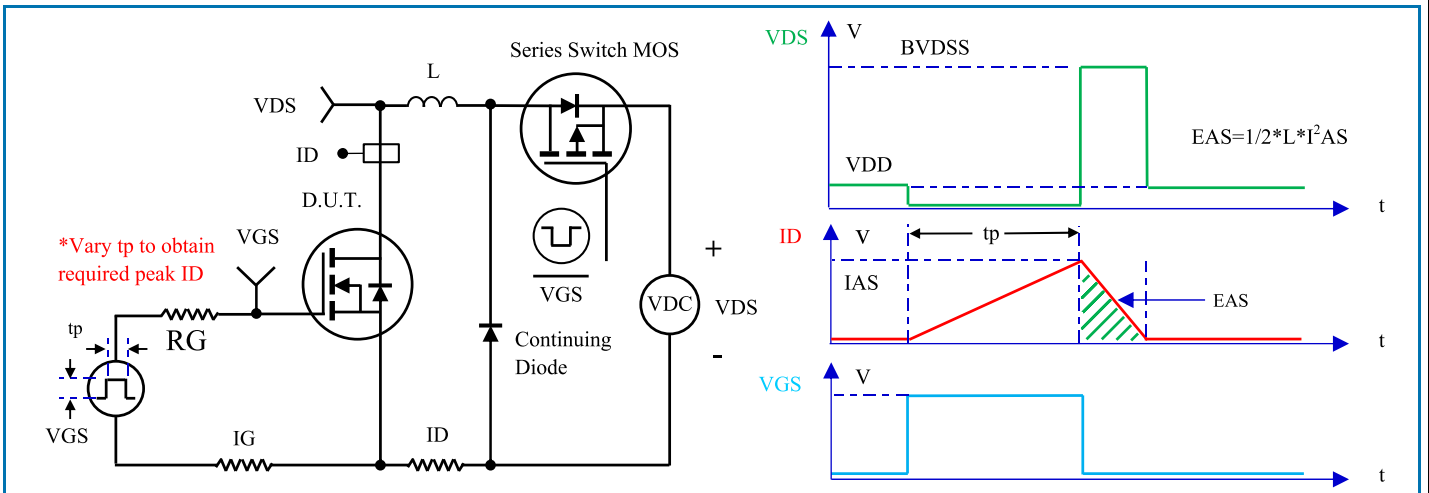 Series Switch MOS
L
VDS
ID
D.U.T.
VGS
*Vary tp to obtain
required peak ID
RG
tp
VGS
IG
ID
Continuing
Diode
VGS
VDC
+
VDS
-
VDS
V
BVDSS
EAS=1/2*L*I²AS
VDD
t
ID
V
tp
IAS
EAS
t
VGS
V
t